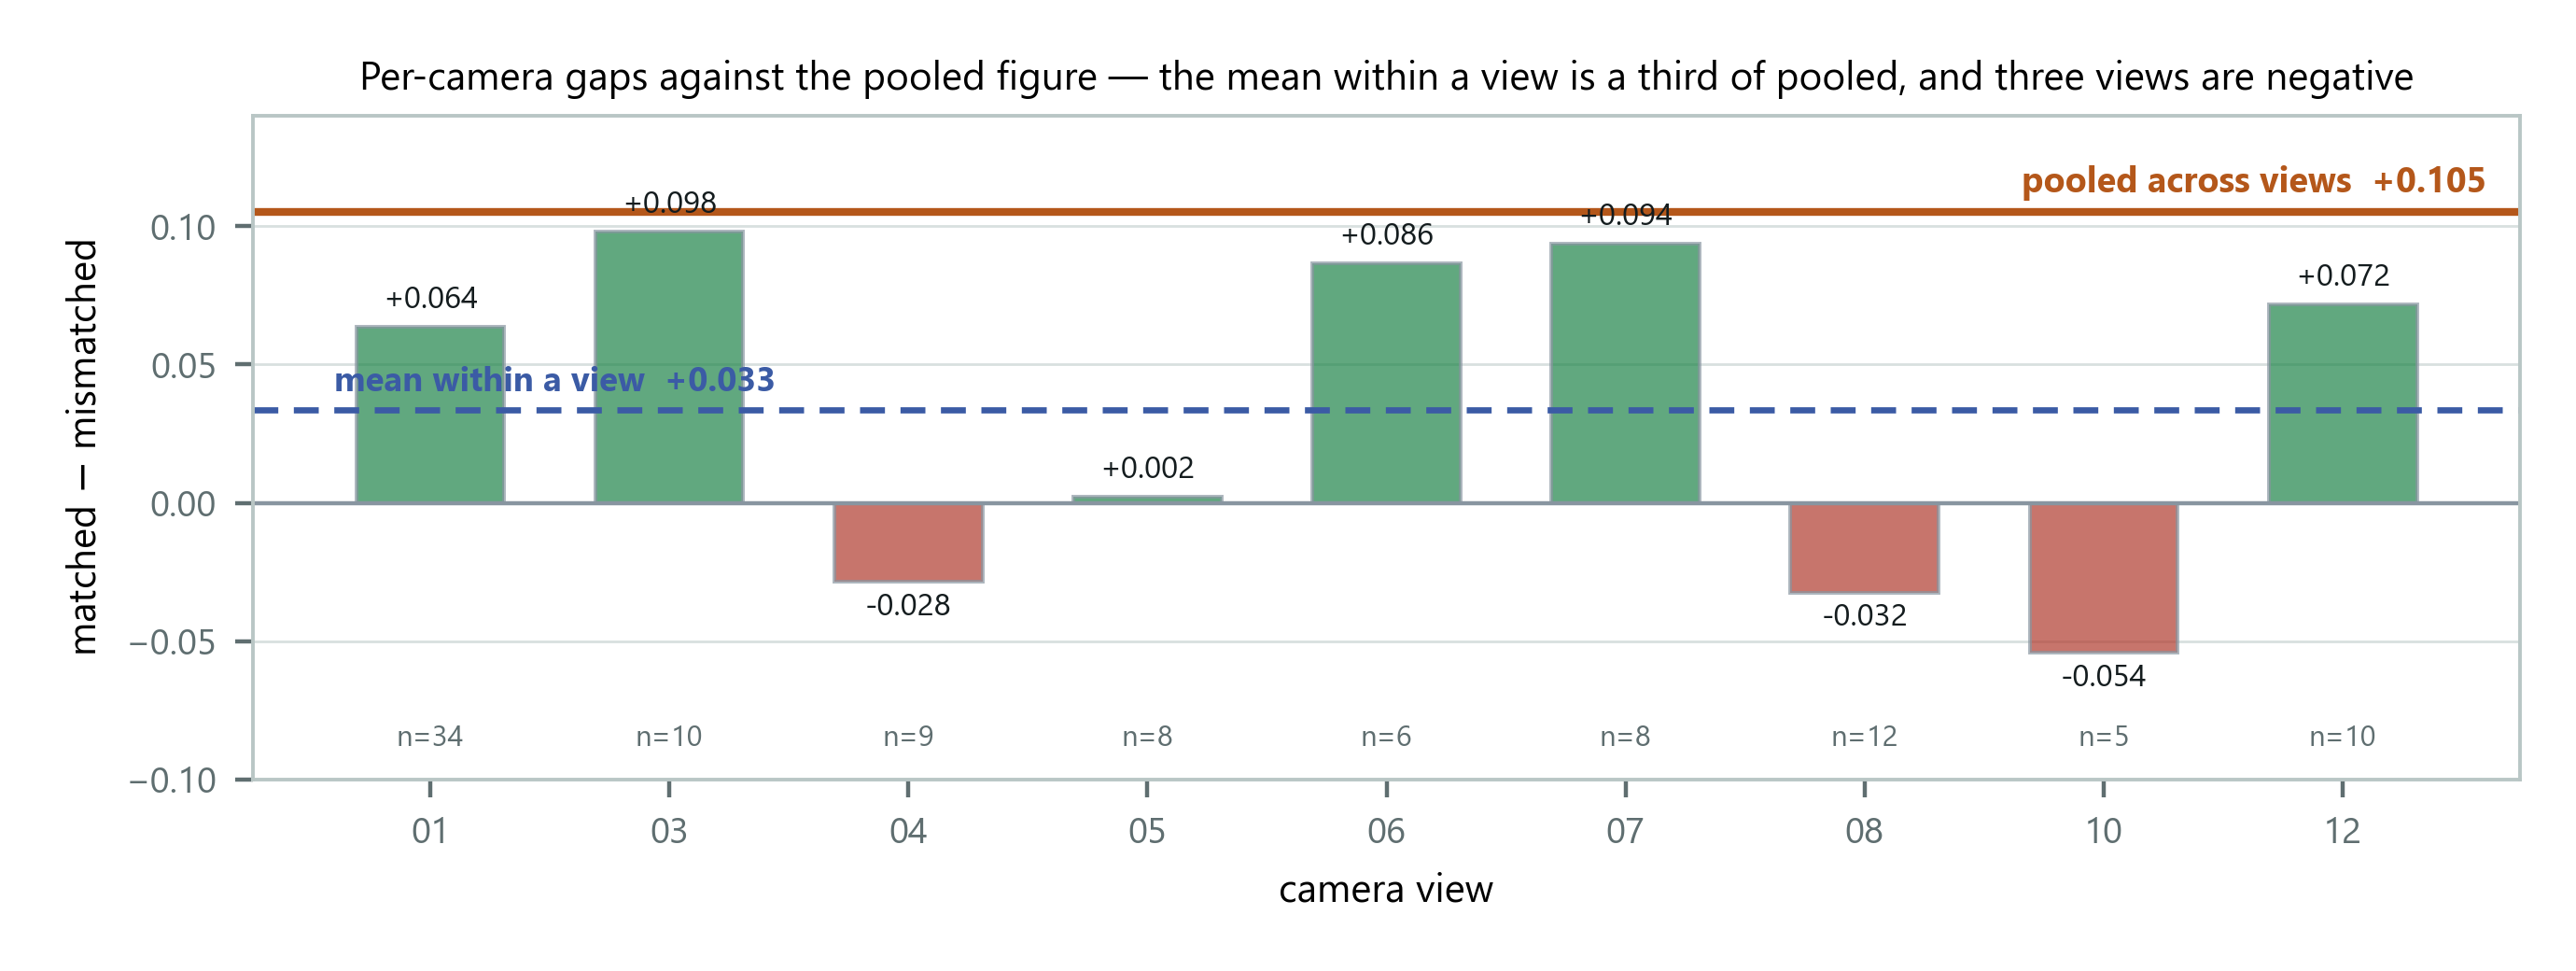 Per-camera gaps against the pooled figure — the mean within a view is a third of pooled, and three views are negative
pooled across views +0.105
+0.098
+0.094
+0.086
+0.072
+0.064
mean within a view +0.033
+0.002
-0.028
-0.032
-0.054
n=34 n=10 n=9 n=8 n=6 n=8 n=12 n=5 n=10
matched − mismatched
0.10
0.05
0.00
−0.05
−0.10
01 03 04 05 06 07 08 10 12
camera view